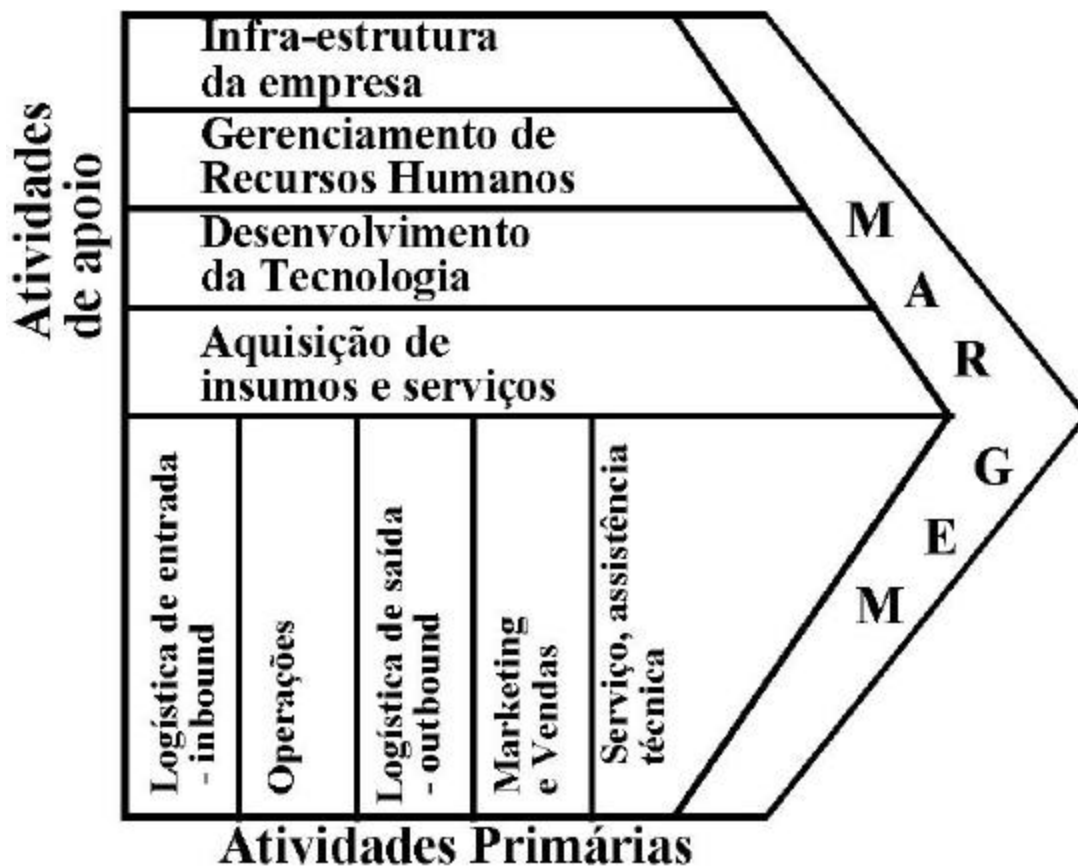 Atividades
de apoio
Infra-estrutura
da empresa
Gerenciamento de
Recursos Humanos
Desenvolvimento
da Tecnologia
Aquisição de
insumos e serviços
Logística de entrada
- inbound
Operações
Logística de saída
- outbound
Marketing
e Vendas
Serviço, assistência
técnica
MARGEM
Atividades Primárias